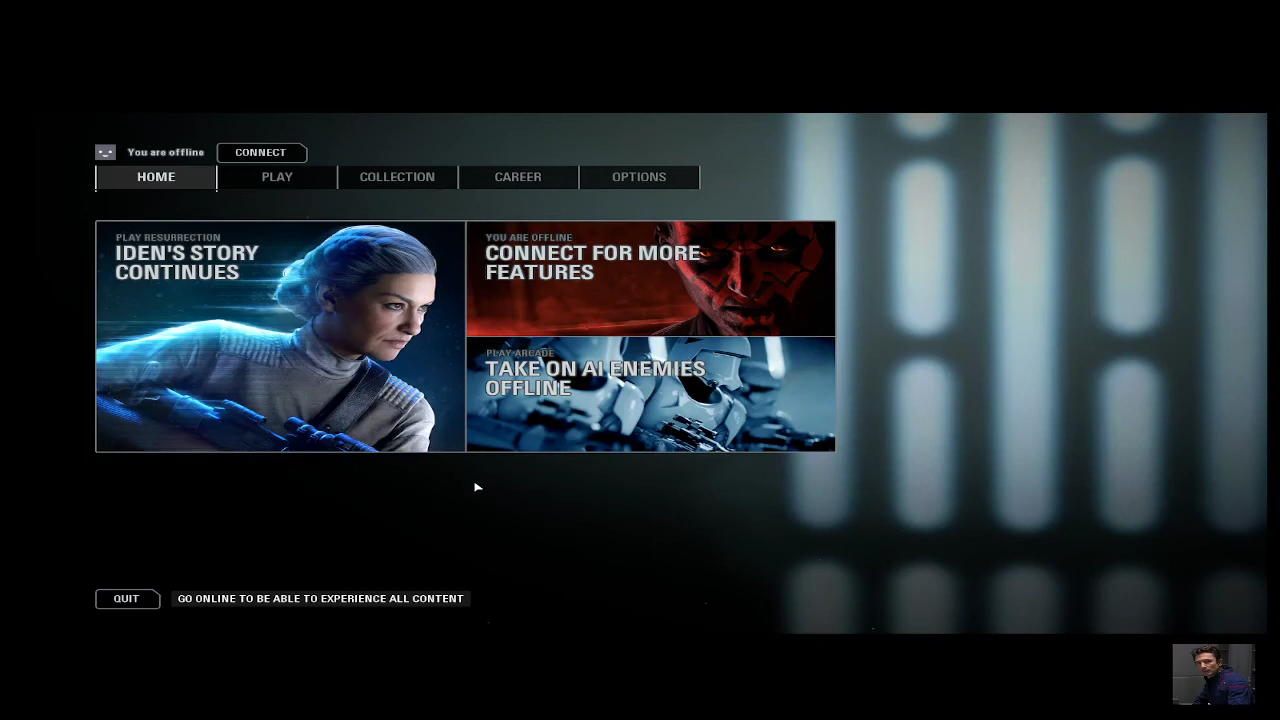 You are offline
CONNECT
HOME
PLAY
COLLECTION
CAREER
OPTIONS
PLAY RESURRECTION
IDEN'S STORY
CONTINUES
YOU ARE OFFLINE
CONNECT FOR MORE
FEATURES
PLAY ARCADE
TAKE ON AI ENEMIES
OFFLINE
QUIT
GO ONLINE TO BE ABLE TO EXPERIENCE ALL CONTENT